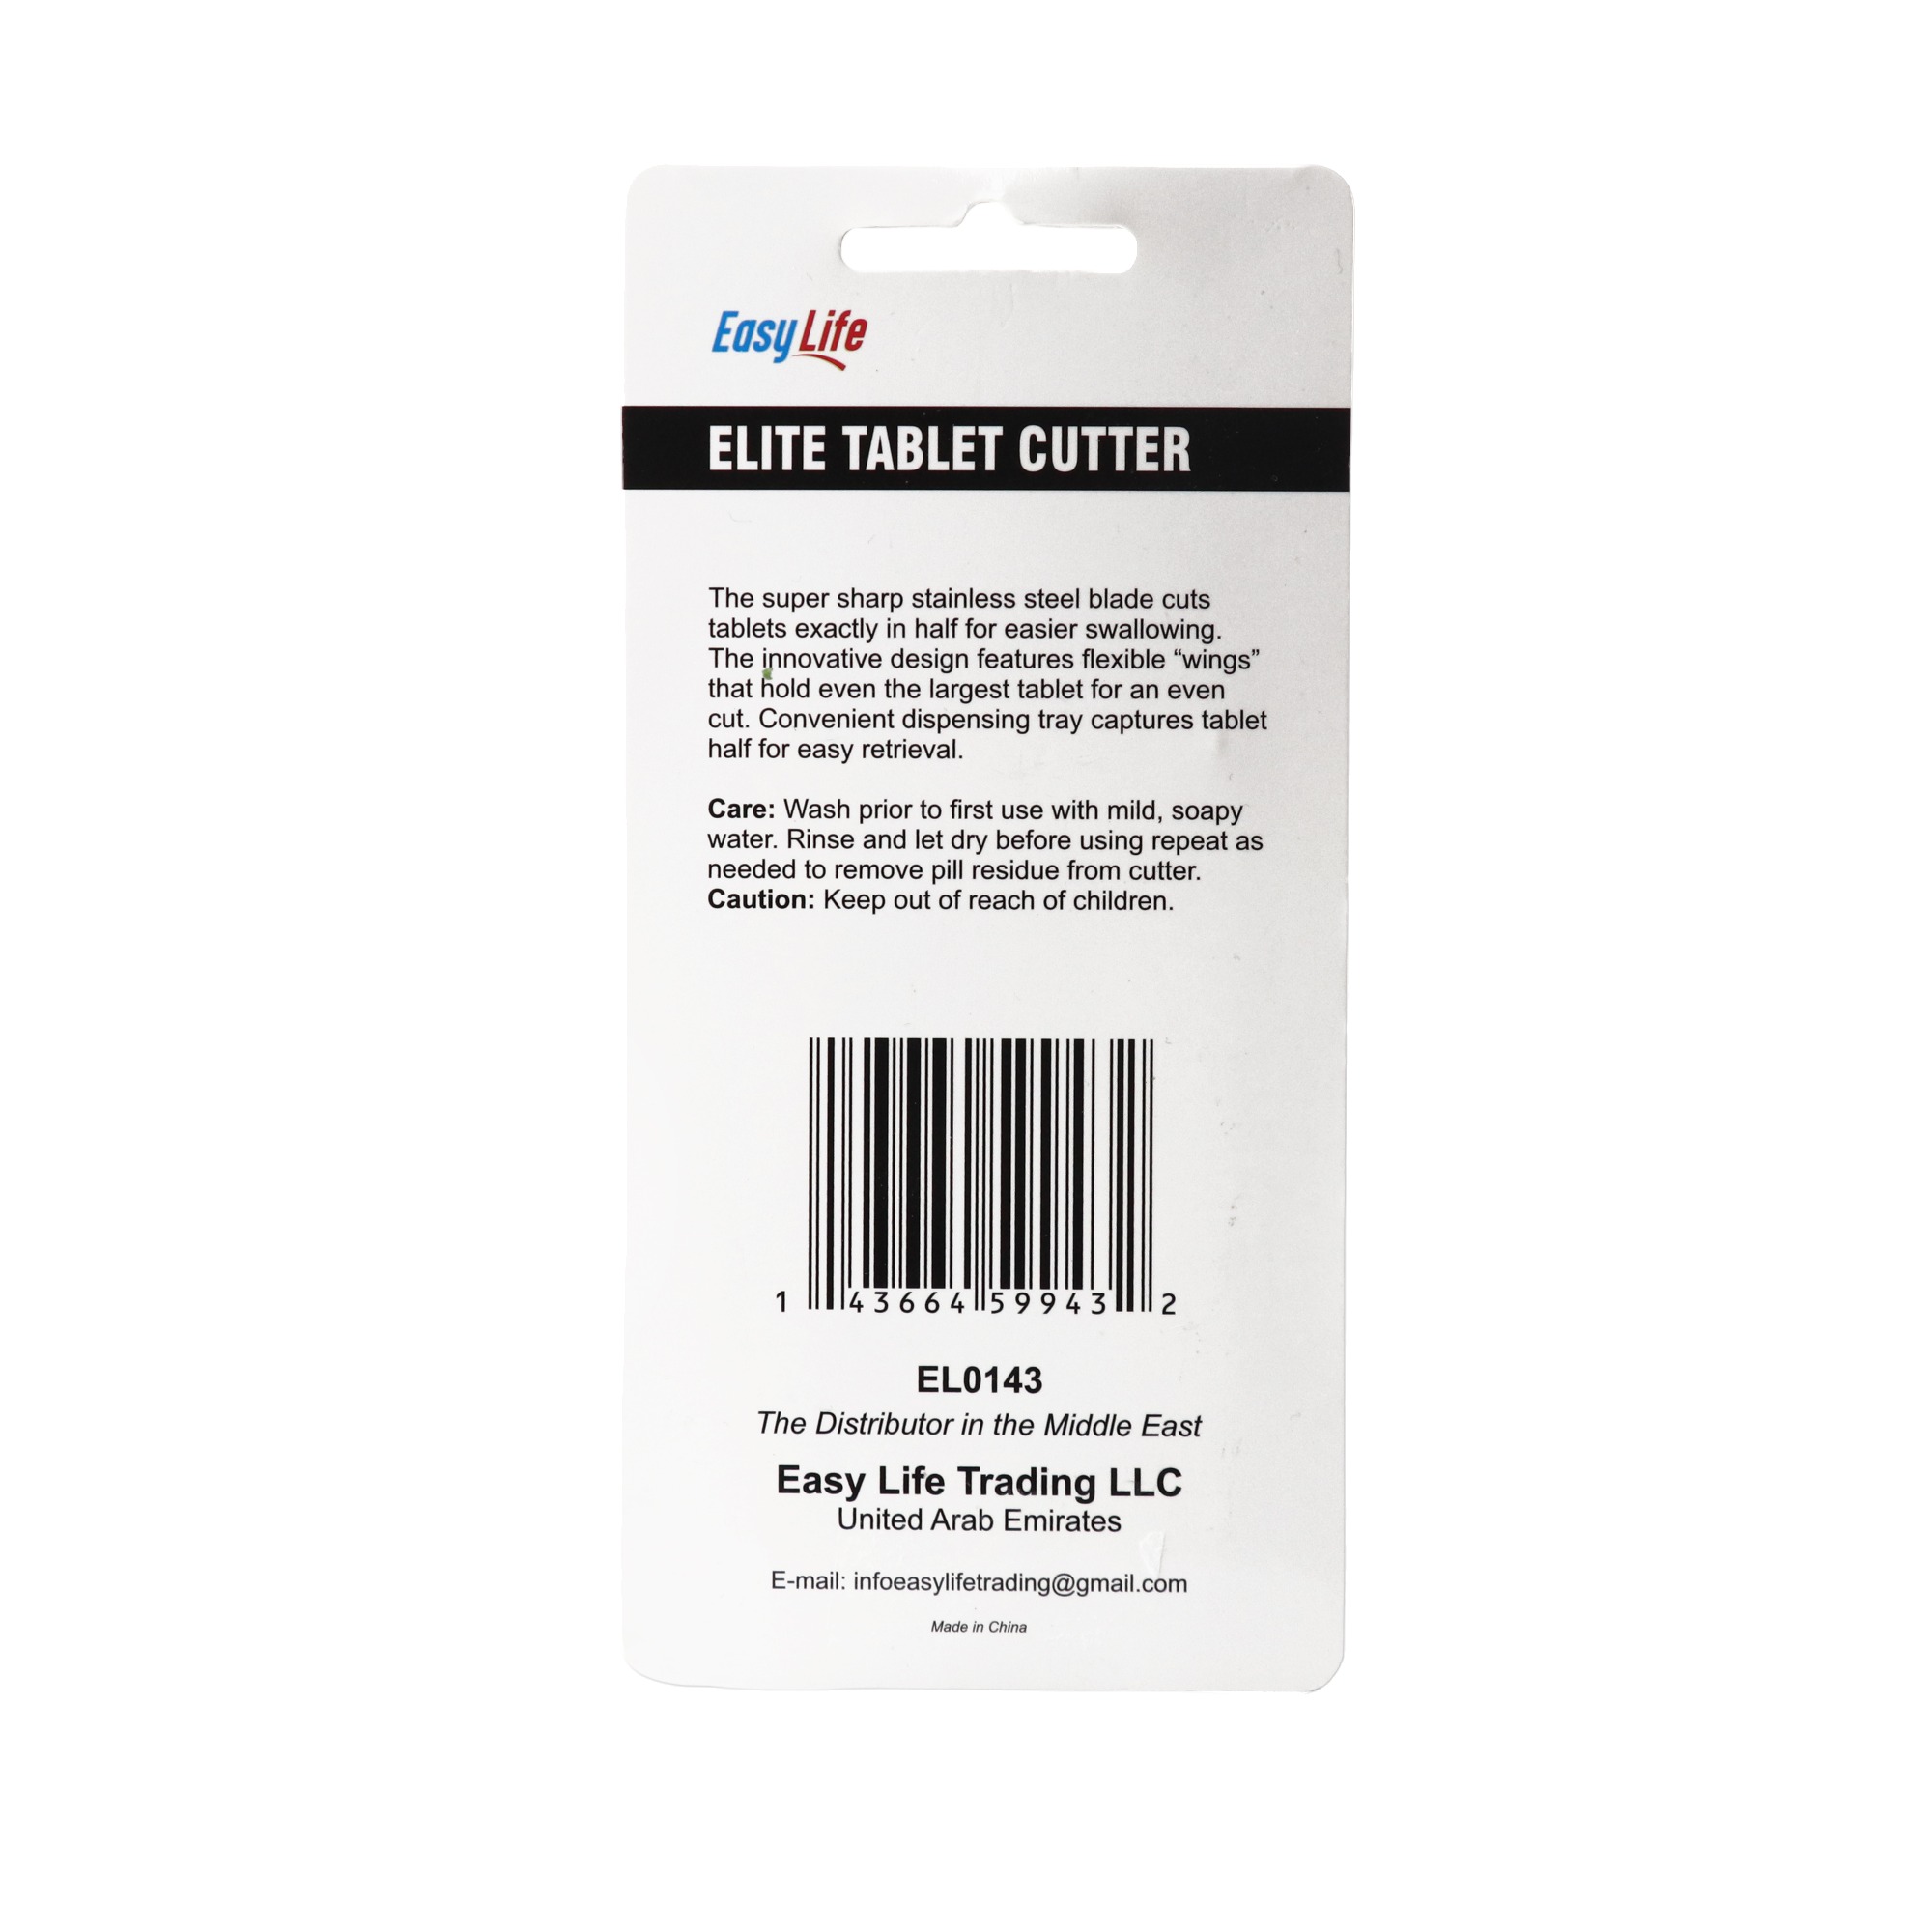 Easy Life
ELITE TABLET CUTTER
The super sharp stainless steel blade cuts
tablets exactly in half for easier swallowing.
The innovative design features flexible “wings”
that hold even the largest tablet for an even
cut. Convenient dispensing tray captures tablet
half for easy retrieval.
Care: Wash prior to first use with mild, soapy
water. Rinse and let dry before using repeat as
needed to remove pill residue from cutter.
Caution: Keep out of reach of children.
1 43664 59943 2
EL0143
The Distributor in the Middle East
Easy Life Trading LLC
United Arab Emirates
E-mail: infoeasylifetrading@gmail.com
Made in China